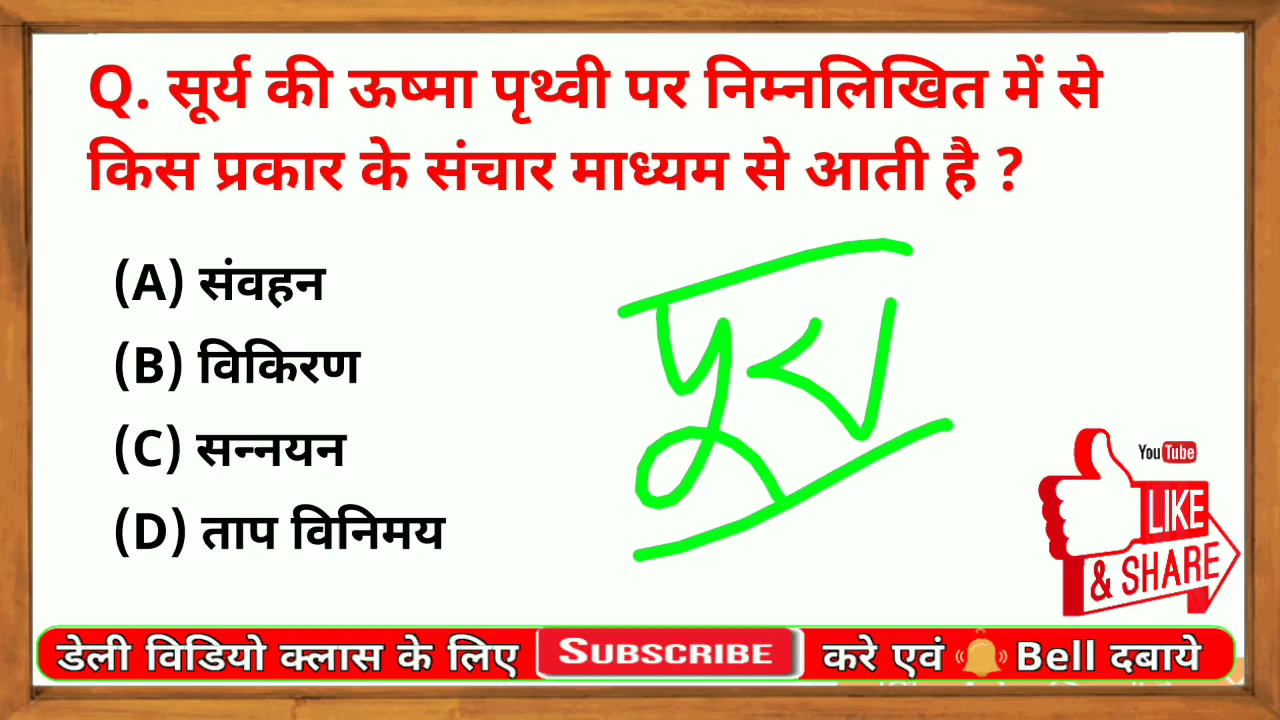 Q. सूर्य की ऊष्मा पृथ्वी पर निम्नलिखित में से
किस प्रकार के संचार माध्यम से आती है ?
(A) संवहन
(B) विकिरण
(C) सन्नयन
(D) ताप विनिमय
YouTube
LIKE
& SHARE
डेली विडियो क्लास के लिए SUBSCRIBE करे एवं Bell दबाये